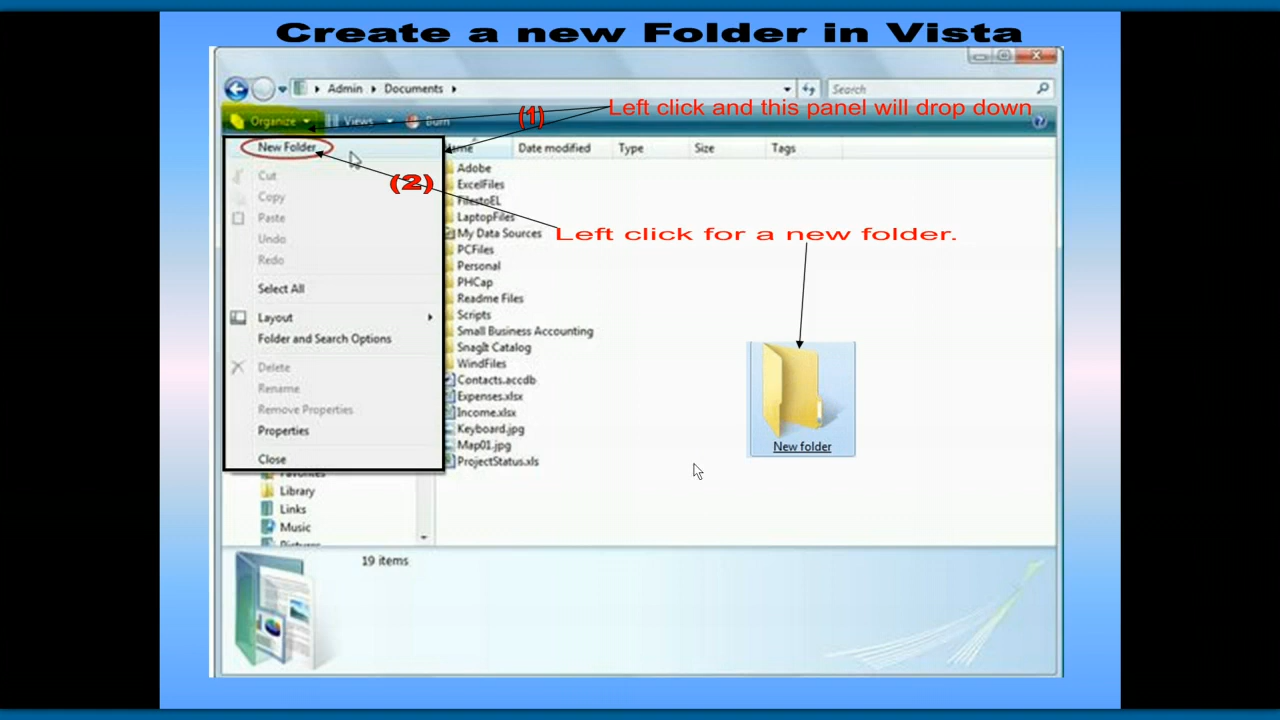 Create a new Folder in Vista
Admin Documents
Search
(1) Left click and this panel will drop down
Organize Views Burn
New Folder
Name Date modified Type Size Tags
Cut
Copy
Paste
Undo
Redo
Select All
Layout
Folder and Search Options
Delete
Rename
Remove Properties
Properties
Close
(2)
Left click for a new folder.
Adobe
ExcelFiles
FilestoEL
LaptopFiles
My Data Sources
PCFiles
Personal
PHCap
Readme Files
Scripts
Small Business Accounting
SnagIt Catalog
WindFiles
Contacts.accdb
Expenses.xlsx
Income.xlsx
Keyboard.jpg
Map01.jpg
ProjectStatus.xls
New folder
Favorites
Library
Links
Music
Pictures
19 items